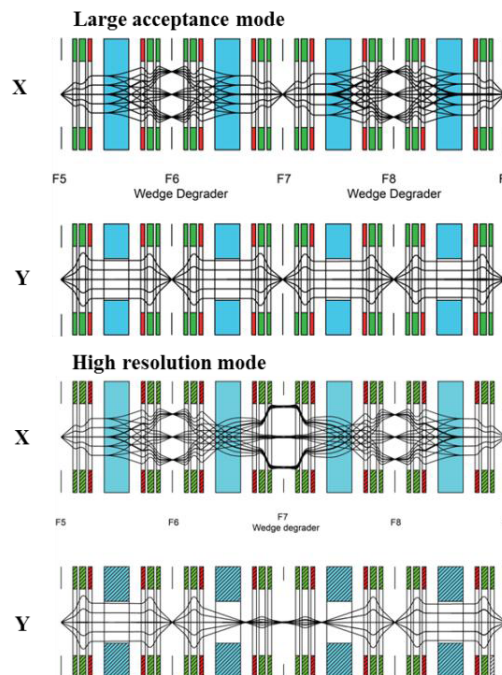 Large acceptance mode
X
F5 F6 F7 F8 F
Wedge Degrader Wedge Degrader
Y
High resolution mode
X
F5 F6 F7 F8
Wedge degrader
Y